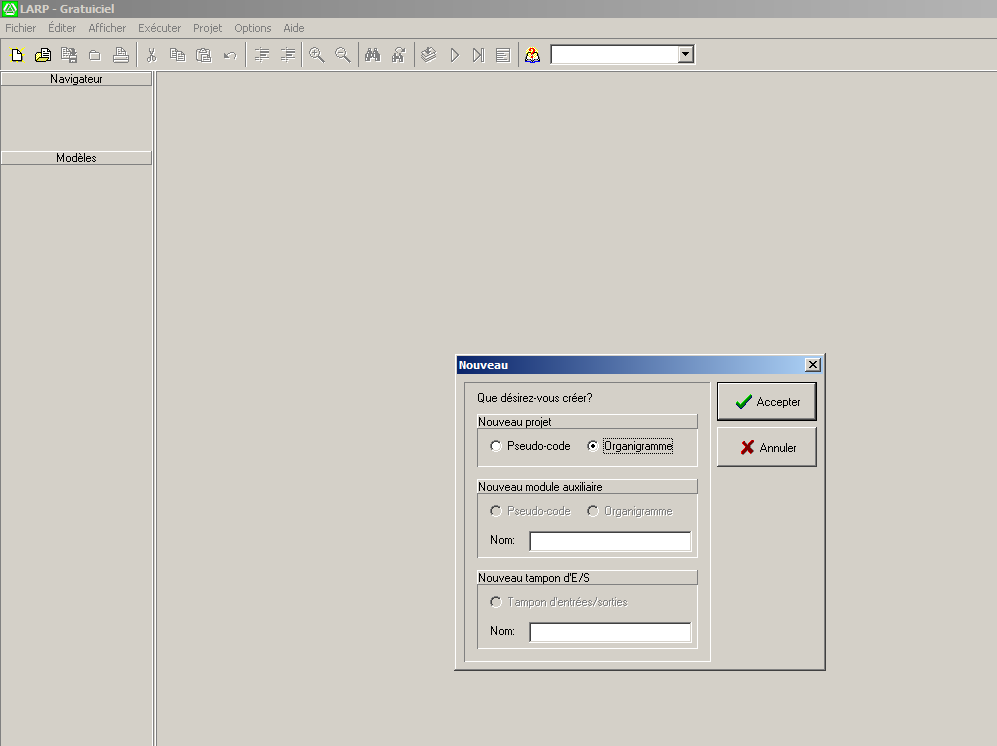 LARP - Gratuiciel
Fichier Éditer Afficher Exécuter Projet Options Aide
Navigateur
Modèles
Nouveau
Que désirez-vous créer?
Accepter
Nouveau projet
Pseudo-code Organigramme
Annuler
Nouveau module auxiliaire
Pseudo-code Organigramme
Nom:
Nouveau tampon d'E/S
Tampon d'entrées/sorties
Nom: